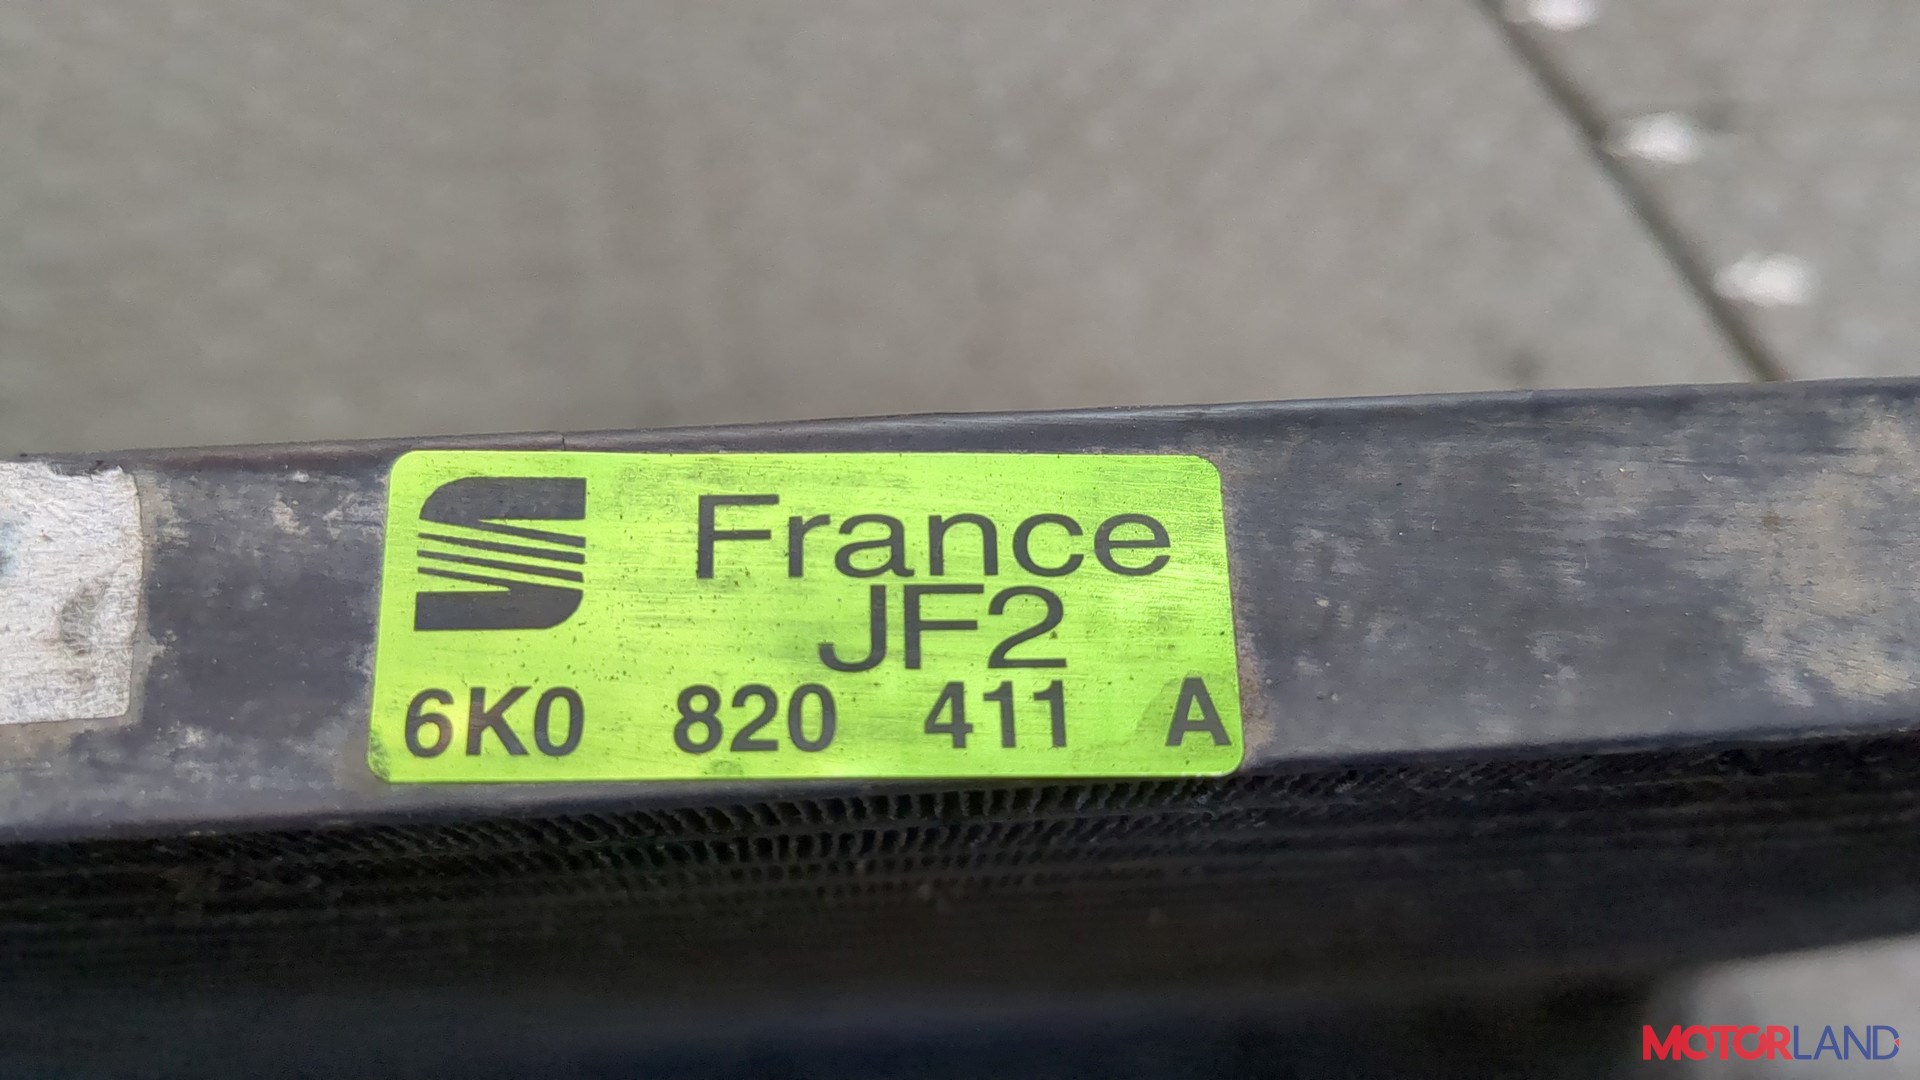 France
JF2
6K0 820 411 A
MOTORLAND